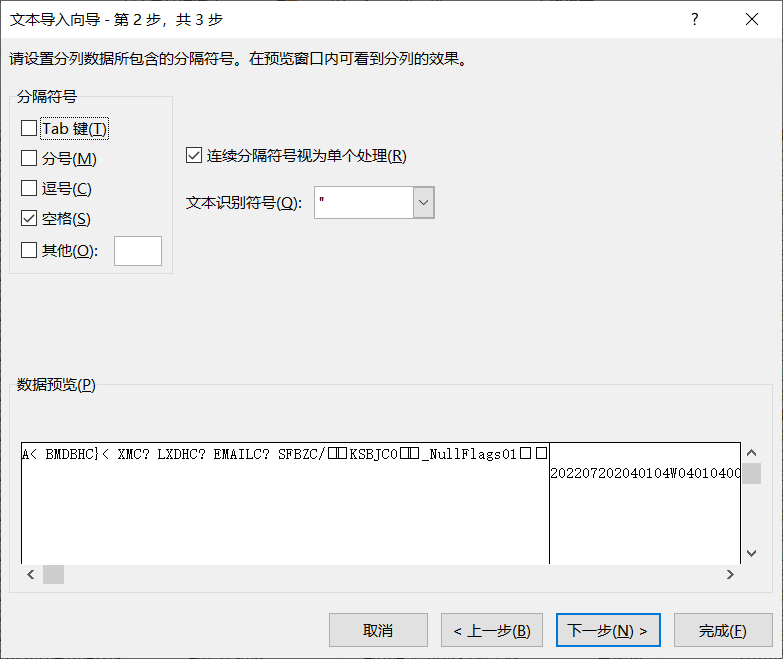 文本导入向导 - 第 2 步，共 3 步
请设置分列数据所包含的分隔符号。在预览窗口内可看到分列的效果。
分隔符号
Tab 键(T)
分号(M)
逗号(C)
空格(S)
其他(O):
连续分隔符号视为单个处理(R)
文本识别符号(Q): "
数据预览(P)
A< BMDBHC}< XMC? LXDHC? EMAILC? SFBZC/□□KSBJC0□□_NullFlags01□ □
202207202040104W04010400
取消
< 上一步(B)
下一步(N) >
完成(F)